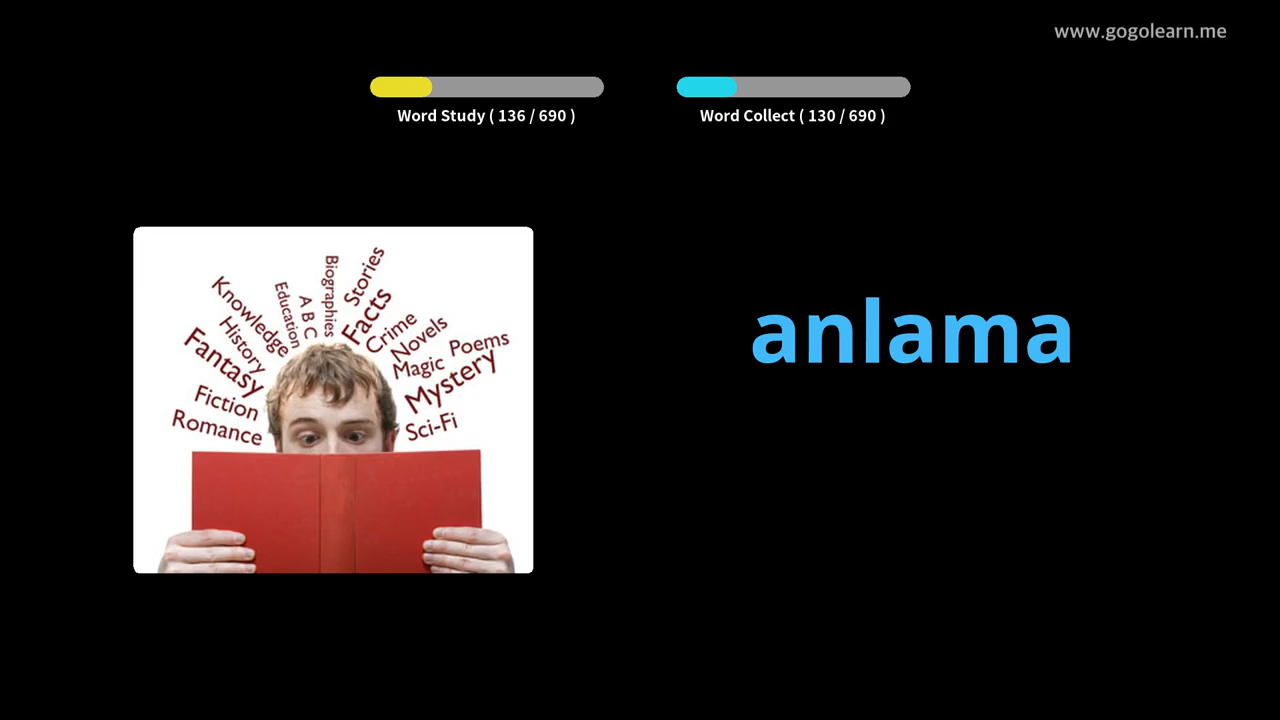 www.gogolearn.me
Word Study ( 136 / 690 )
Word Collect ( 130 / 690 )
Biographies
Stories
Education
A B C
Facts
Knowledge
Crime
History
Novels
Fantasy
Magic
Poems
Mystery
Fiction
Romance
Sci-Fi
anlama